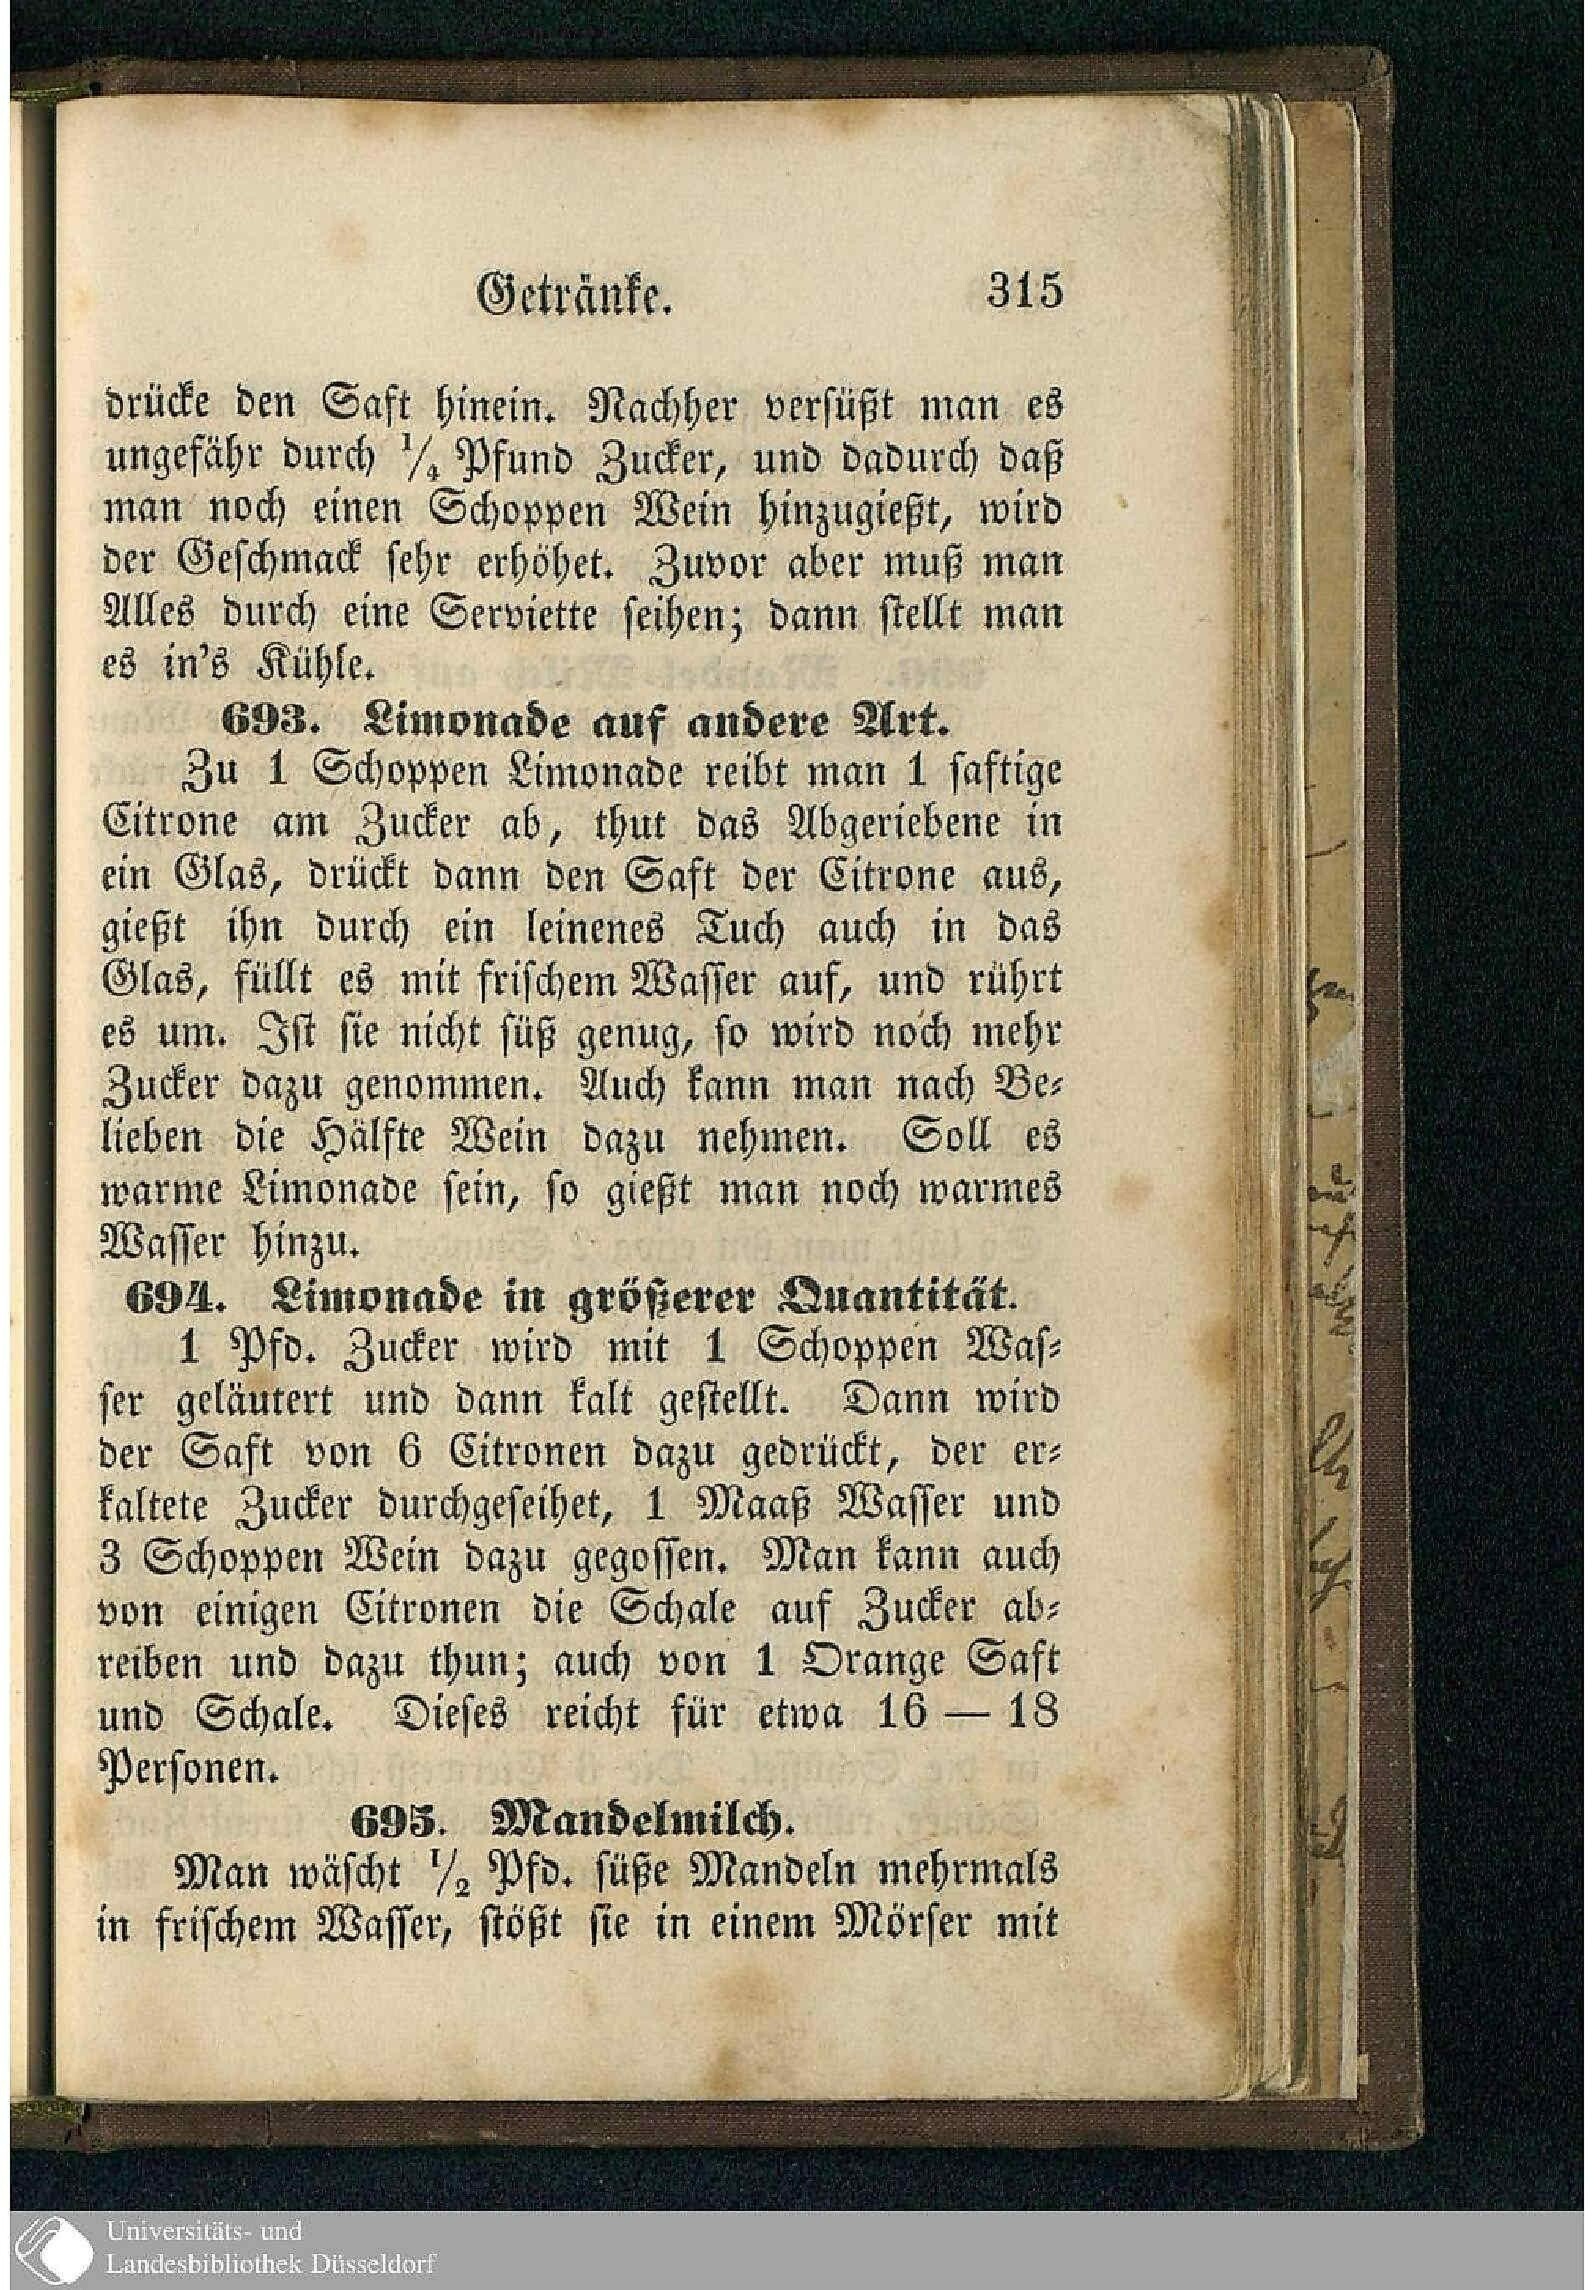 Getränke. 315
drücke den Saft hinein. Nachher versüßt man es
ungefähr durch 1/4 Pfund Zucker, und dadurch daß
man noch einen Schoppen Wein hinzugießt, wird
der Geschmack sehr erhöhet. Zuvor aber muß man
Alles durch eine Serviette seihen; dann stellt man
es in's Kühle.
693. Limonade auf andere Art.
Zu 1 Schoppen Limonade reibt man 1 saftige
Citrone am Zucker ab, thut das Abgeriebene in
ein Glas, drückt dann den Saft der Citrone aus,
gießt ihn durch ein leinenes Tuch auch in das
Glas, füllt es mit frischem Wasser auf, und rührt
es um. Ist sie nicht süß genug, so wird noch mehr
Zucker dazu genommen. Auch kann man nach Be-
lieben die Hälfte Wein dazu nehmen. Soll es
warme Limonade sein, so gießt man noch warmes
Wasser hinzu.
694. Limonade in größerer Quantität.
1 Pfd. Zucker wird mit 1 Schoppen Was-
ser geläutert und dann kalt gestellt. Dann wird
der Saft von 6 Citronen dazu gedrückt, der er-
kaltete Zucker durchgeseihet, 1 Maaß Wasser und
3 Schoppen Wein dazu gegossen. Man kann auch
von einigen Citronen die Schale auf Zucker ab-
reiben und dazu thun; auch von 1 Orange Saft
und Schale. Dieses reicht für etwa 16 — 18
Personen.
695. Mandelmilch.
Man wäscht 1/2 Pfd. süße Mandeln mehrmals
in frischem Wasser, stößt sie in einem Mörser mit
Universitäts- und
Landesbibliothek Düsseldorf